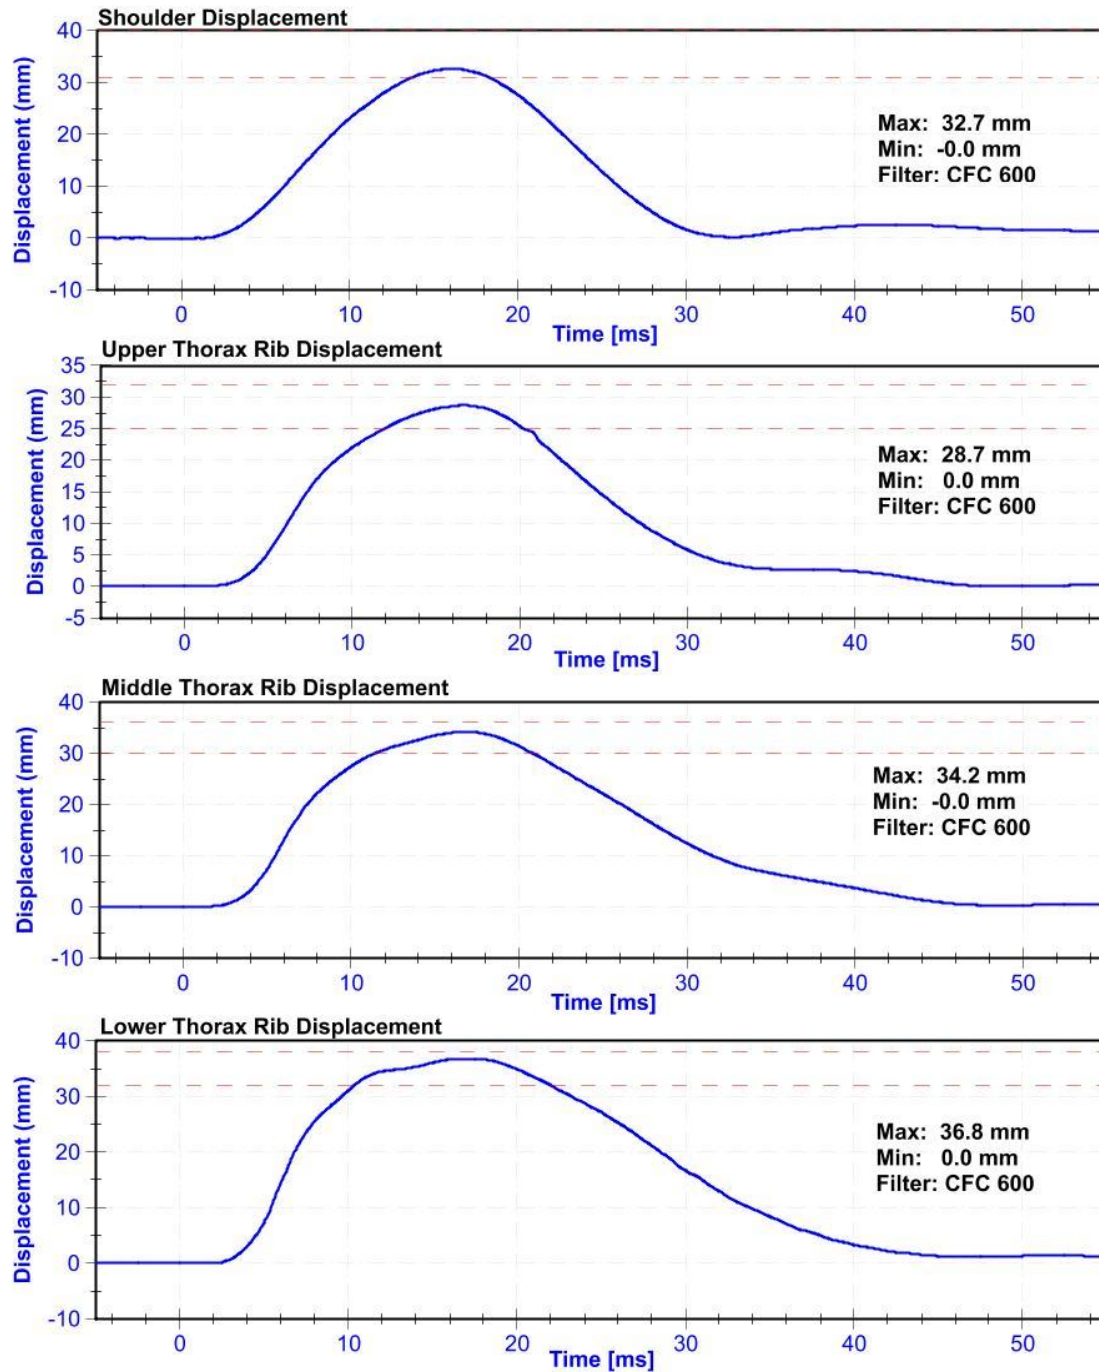 Shoulder Displacement
Displacement (mm)
40
30
20
10
0
-10
Max: 32.7 mm
Min: -0.0 mm
Filter: CFC 600
0 10 20 30 40 50
Time [ms]
Upper Thorax Rib Displacement
Displacement (mm)
35
30
25
20
15
10
5
0
-5
Max: 28.7 mm
Min: 0.0 mm
Filter: CFC 600
0 10 20 30 40 50
Time [ms]
Middle Thorax Rib Displacement
Displacement (mm)
40
30
20
10
0
-10
Max: 34.2 mm
Min: -0.0 mm
Filter: CFC 600
0 10 20 30 40 50
Time [ms]
Lower Thorax Rib Displacement
Displacement (mm)
40
30
20
10
0
-10
Max: 36.8 mm
Min: 0.0 mm
Filter: CFC 600
0 10 20 30 40 50
Time [ms]